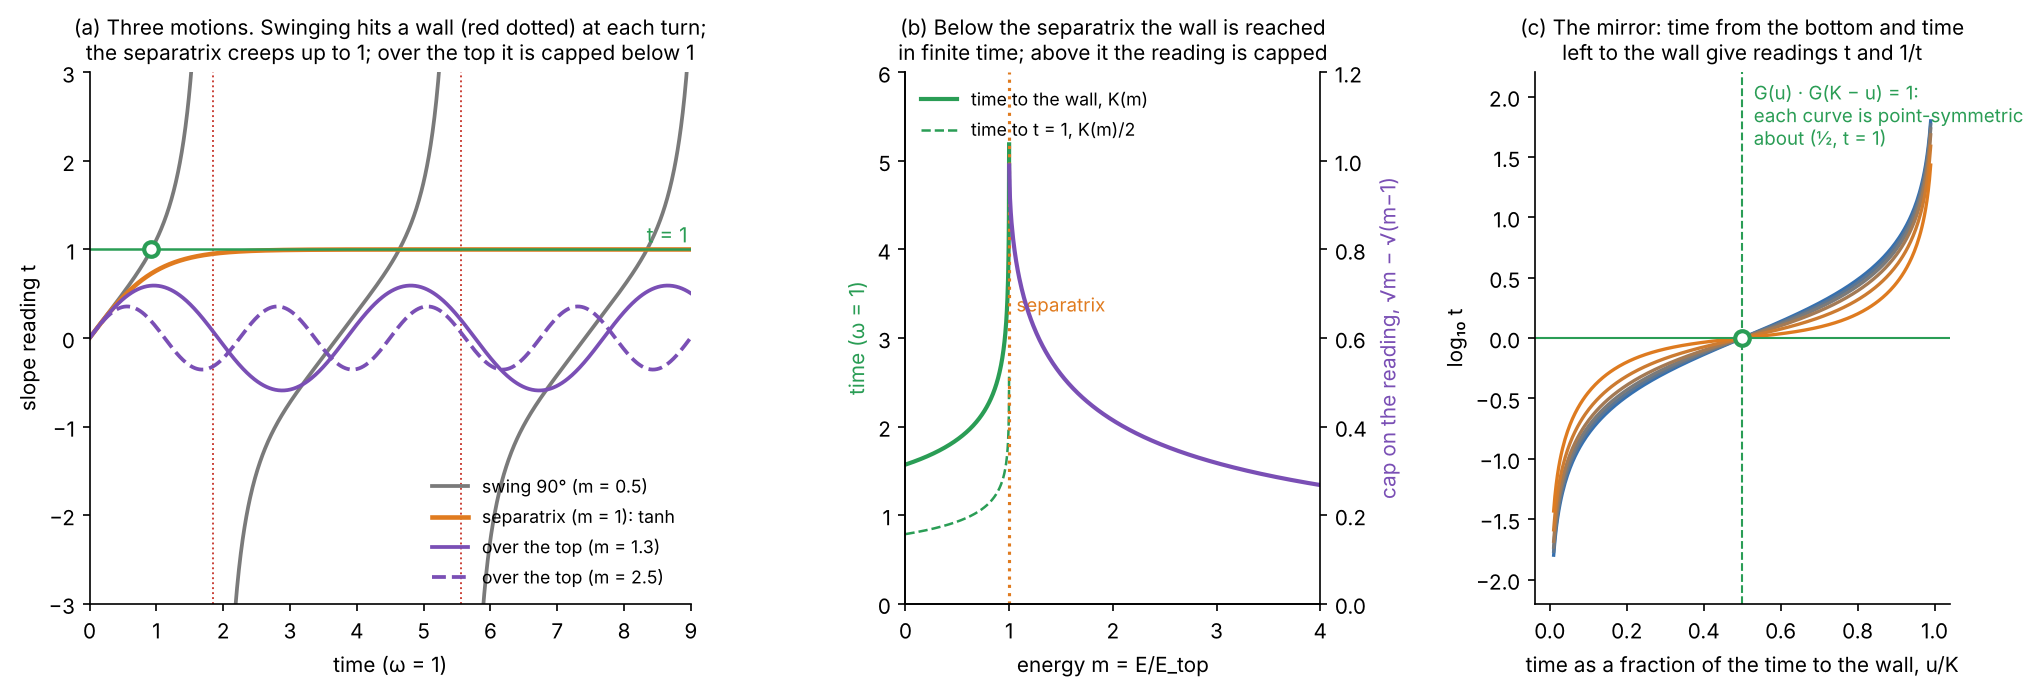 (a) Three motions. Swinging hits a wall (red dotted) at each turn;
the separatrix creeps up to 1; over the top it is capped below 1
3
2
1
0
−1
−2
−3
slope reading t
t = 1
swing 90° (m = 0.5)
separatrix (m = 1): tanh
over the top (m = 1.3)
over the top (m = 2.5)
0 1 2 3 4 5 6 7 8 9
time (ω = 1)
(b) Below the separatrix the wall is reached
in finite time; above it the reading is capped
6
5
4
3
2
1
0
time (ω = 1)
time to the wall, K(m)
time to t = 1, K(m)/2
separatrix
1.2
1.0
0.8
0.6
0.4
0.2
0.0
cap on the reading, √m − √(m−1)
0 1 2 3 4
energy m = E/E_top
(c) The mirror: time from the bottom and time
left to the wall give readings t and 1/t
2.0
1.5
1.0
0.5
0.0
−0.5
−1.0
−1.5
−2.0
log₁₀ t
G(u) · G(K − u) = 1:
each curve is point-symmetric
about (½, t = 1)
0.0 0.2 0.4 0.6 0.8 1.0
time as a fraction of the time to the wall, u/K